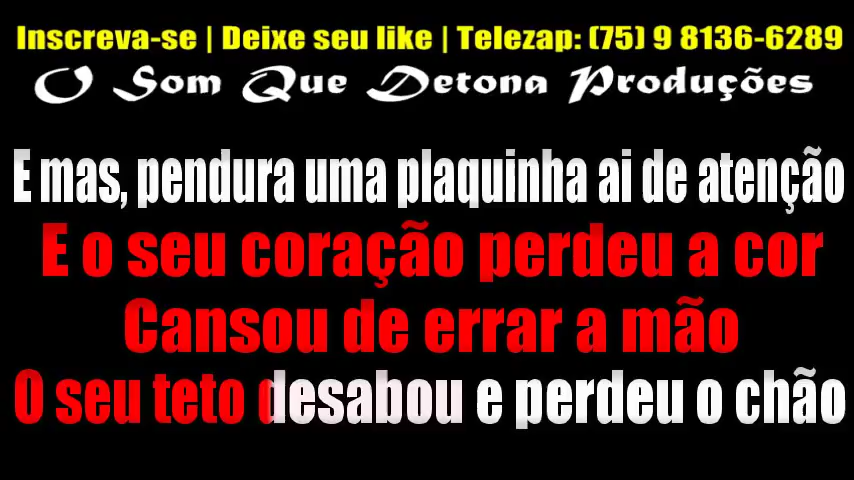 Inscreva-se | Deixe seu like | Telezap: (75) 9 8136-6289
O Som Que Detona Produções
E mas, pendura uma plaquinha ai de atenção
E o seu coração perdeu a cor
Cansou de errar a mão
O seu teto desabou e perdeu o chão